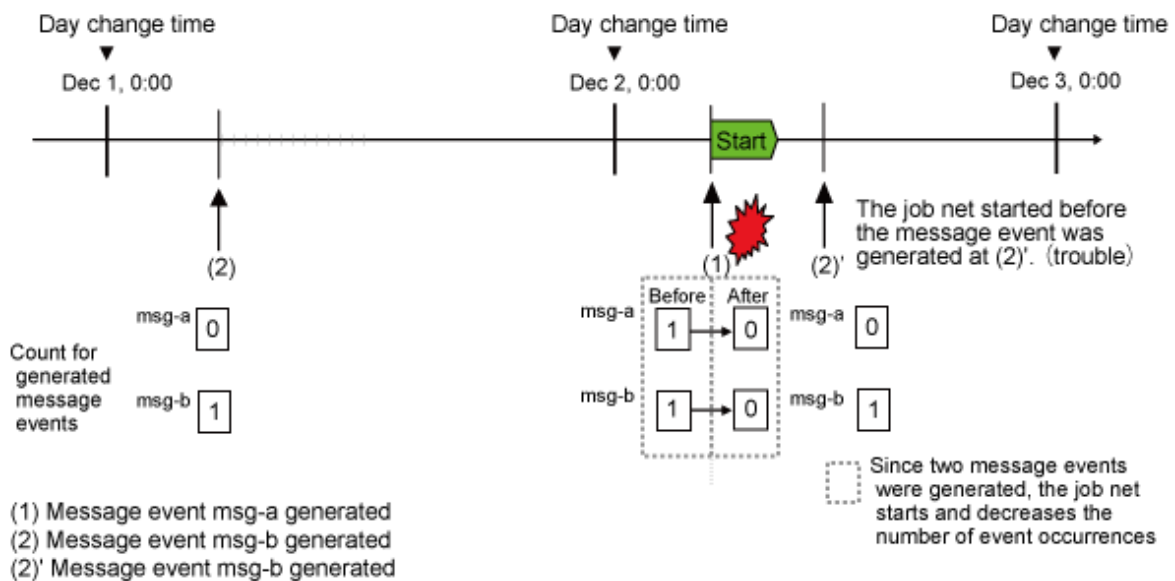 Day change time
Day change time
Day change time
Dec 1, 0:00
Dec 2, 0:00
Dec 3, 0:00
Start
(2)
(1)
(2)'
The job net started before
the message event was
generated at (2)'. (trouble)
Before
After
msg-a
0
msg-a
1
0
msg-a
0
Count for
generated
message
events
msg-b
1
msg-b
1
0
msg-b
1
Since two message events
were generated, the job net
starts and decreases the
number of event occurrences
(1) Message event msg-a generated
(2) Message event msg-b generated
(2)' Message event msg-b generated